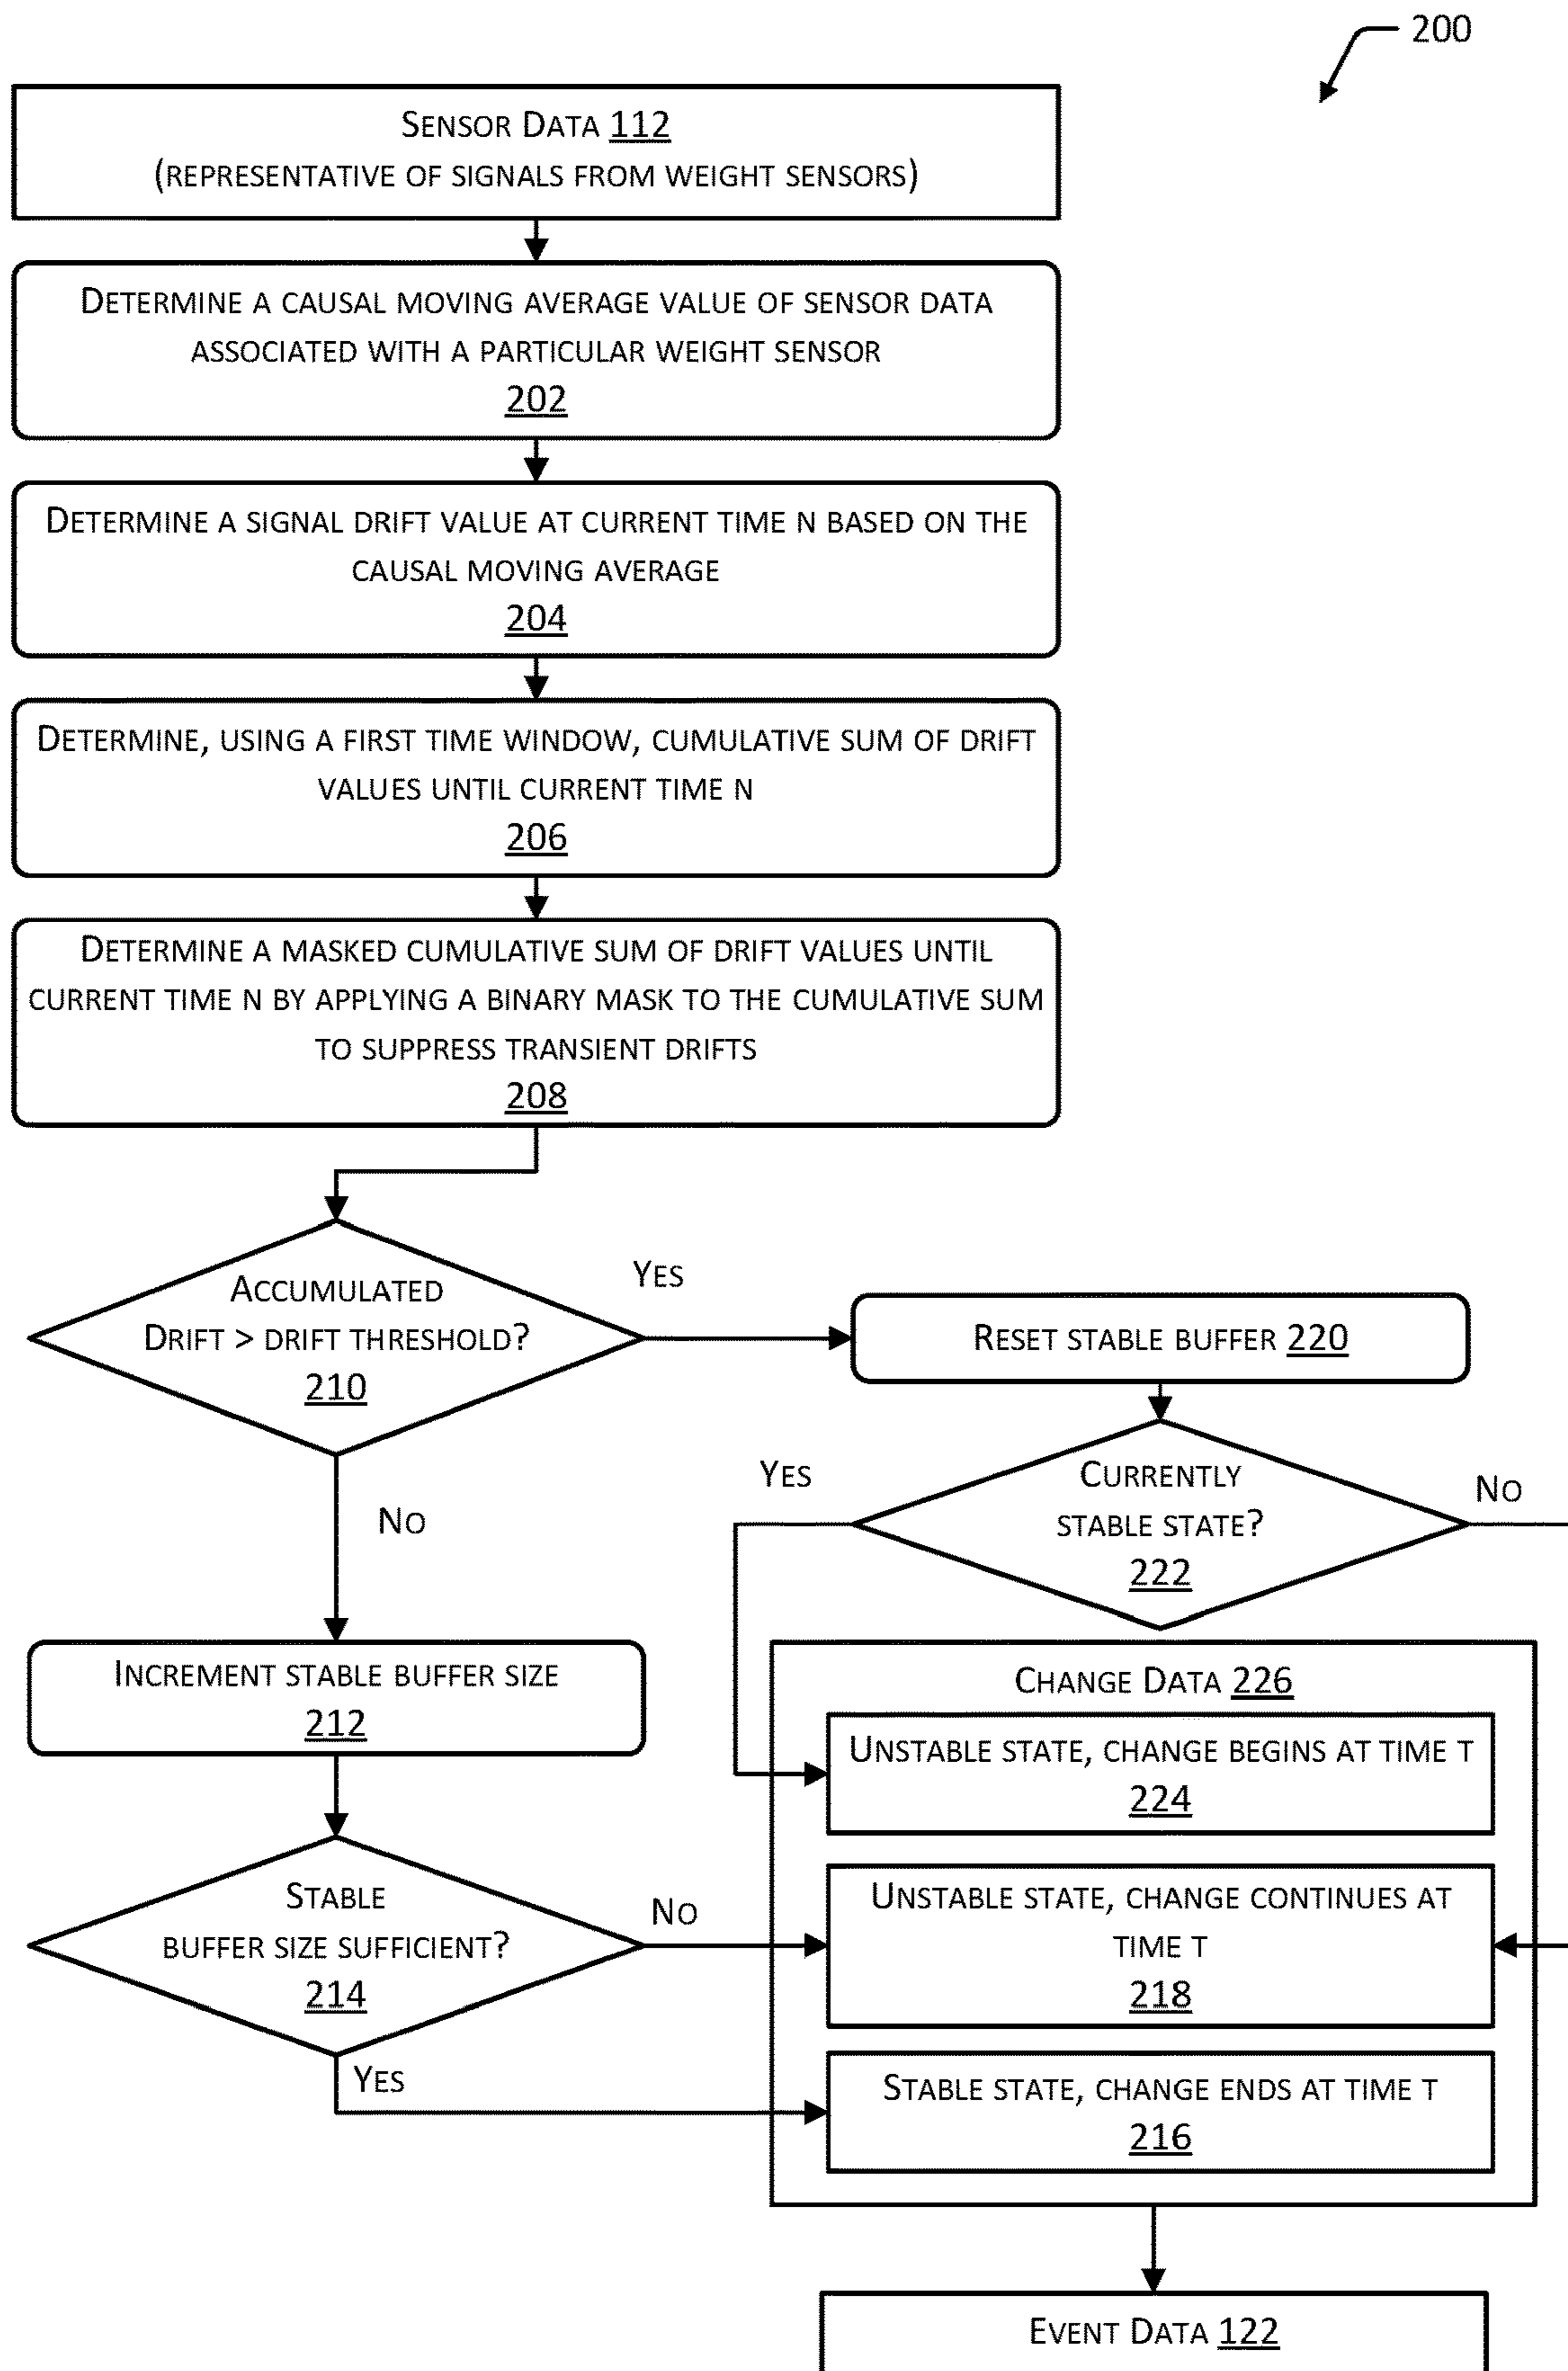 200
SENSOR DATA 112
(REPRESENTATIVE OF SIGNALS FROM WEIGHT SENSORS)
DETERMINE A CAUSAL MOVING AVERAGE VALUE OF SENSOR DATA
ASSOCIATED WITH A PARTICULAR WEIGHT SENSOR
202
DETERMINE A SIGNAL DRIFT VALUE AT CURRENT TIME N BASED ON THE
CAUSAL MOVING AVERAGE
204
DETERMINE, USING A FIRST TIME WINDOW, CUMULATIVE SUM OF DRIFT
VALUES UNTIL CURRENT TIME N
206
DETERMINE A MASKED CUMULATIVE SUM OF DRIFT VALUES UNTIL
CURRENT TIME N BY APPLYING A BINARY MASK TO THE CUMULATIVE SUM
TO SUPPRESS TRANSIENT DRIFTS
208
ACCUMULATED
DRIFT > DRIFT THRESHOLD?
210
YES
NO
RESET STABLE BUFFER 220
CURRENTLY
STABLE STATE?
222
YES
NO
INCREMENT STABLE BUFFER SIZE
212
STABLE
BUFFER SIZE SUFFICIENT?
214
NO
YES
CHANGE DATA 226
UNSTABLE STATE, CHANGE BEGINS AT TIME T
224
UNSTABLE STATE, CHANGE CONTINUES AT
TIME T
218
STABLE STATE, CHANGE ENDS AT TIME T
216
EVENT DATA 122